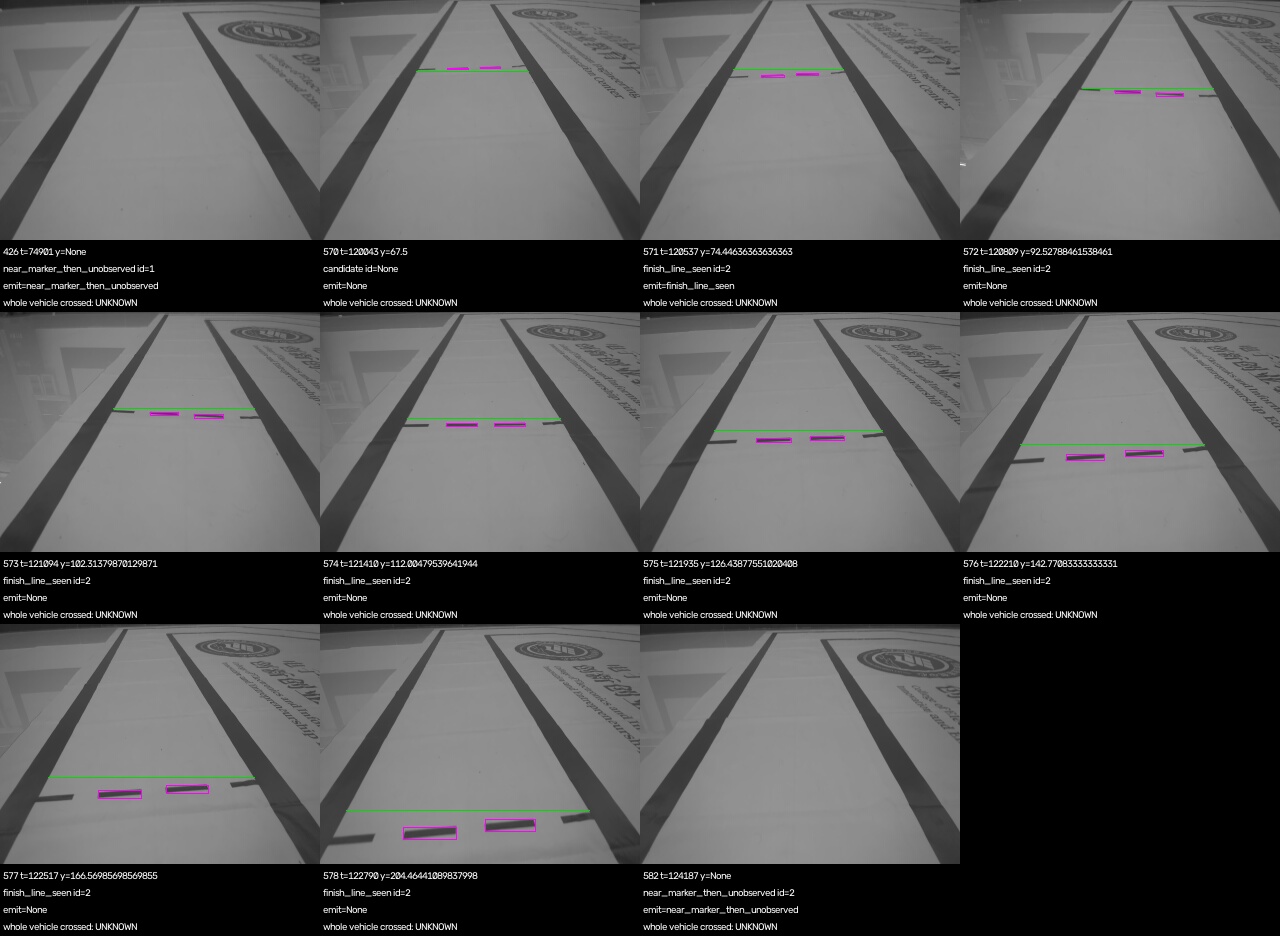 426 t=74901 y=None
near_marker_then_unobserved id=1
emit=near_marker_then_unobserved
whole vehicle crossed: UNKNOWN
570 t=120043 y=67.5
candidate id=None
emit=None
whole vehicle crossed: UNKNOWN
571 t=120537 y=74.44636363636363
finish_line_seen id=2
emit=finish_line_seen
whole vehicle crossed: UNKNOWN
572 t=120809 y=92.52788461538461
finish_line_seen id=2
emit=None
whole vehicle crossed: UNKNOWN
573 t=121094 y=102.31379870129871
finish_line_seen id=2
emit=None
whole vehicle crossed: UNKNOWN
574 t=121410 y=112.00479539641944
finish_line_seen id=2
emit=None
whole vehicle crossed: UNKNOWN
575 t=121935 y=126.43877551020408
finish_line_seen id=2
emit=None
whole vehicle crossed: UNKNOWN
576 t=122210 y=142.77083333333331
finish_line_seen id=2
emit=None
whole vehicle crossed: UNKNOWN
577 t=122517 y=166.56985698569855
finish_line_seen id=2
emit=None
whole vehicle crossed: UNKNOWN
578 t=122790 y=204.46441089837998
finish_line_seen id=2
emit=None
whole vehicle crossed: UNKNOWN
582 t=124187 y=None
near_marker_then_unobserved id=2
emit=near_marker_then_unobserved
whole vehicle crossed: UNKNOWN